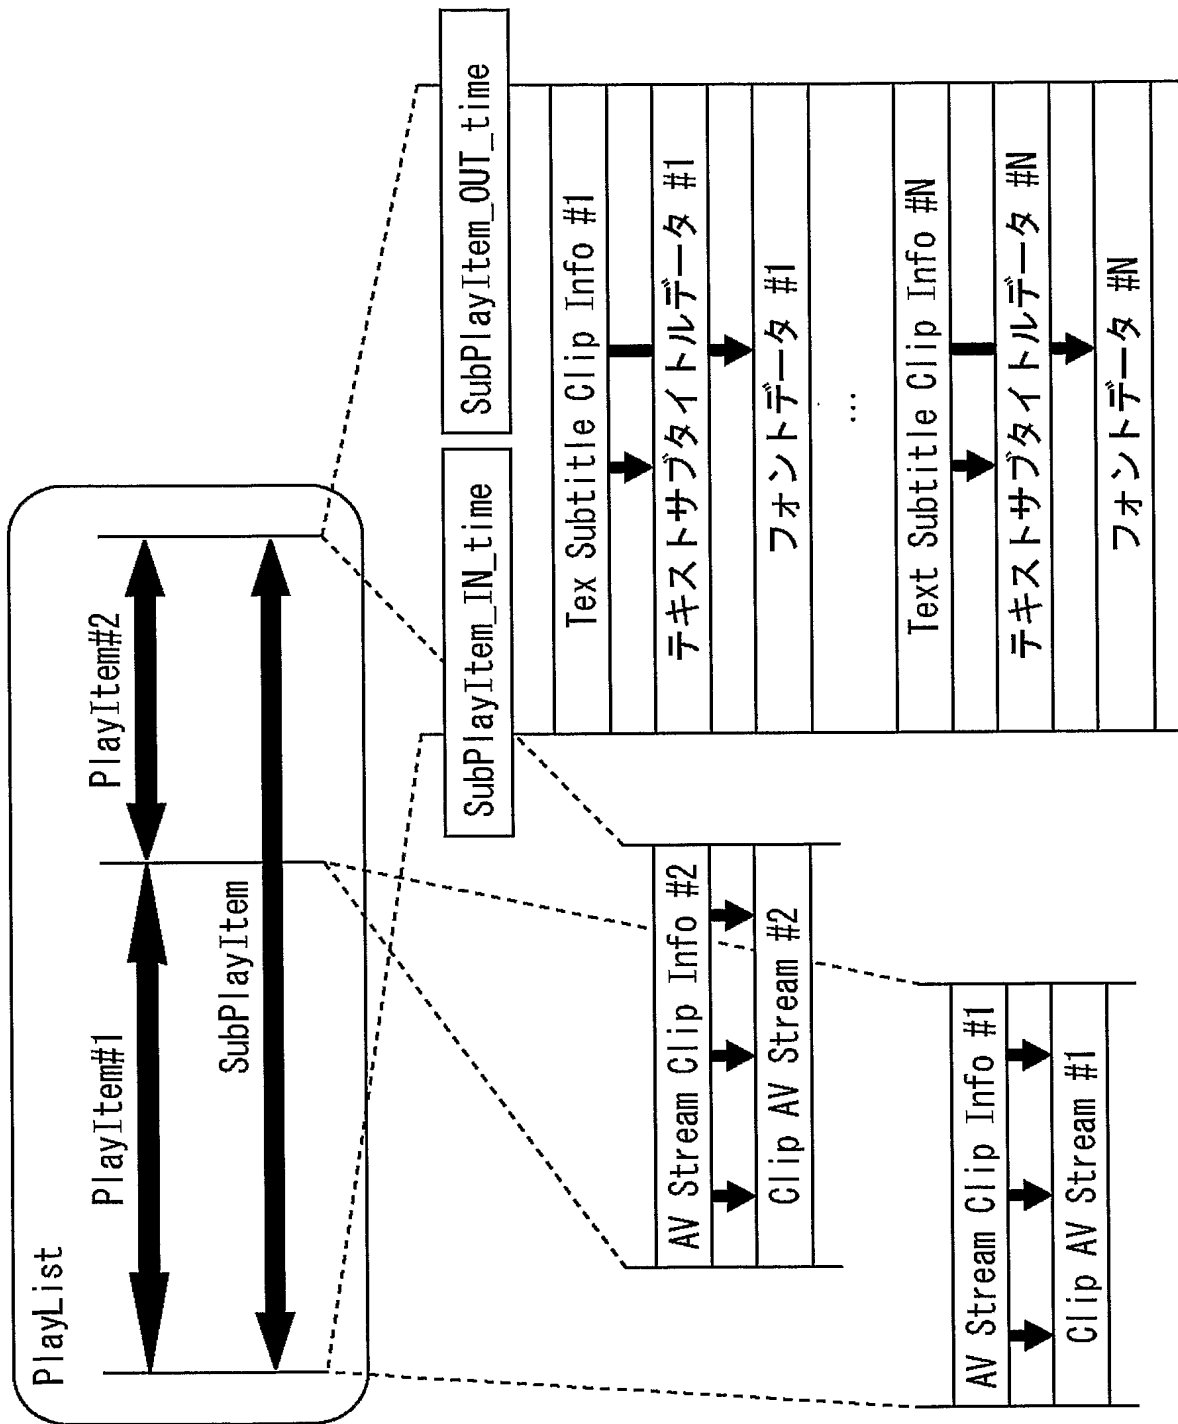 PlayList
PlayItem#1
PlayItem#2
SubPlayItem
SubPlayItem_IN_time
SubPlayItem_OUT_time
Tex Subtitle Clip Info #1
テキストサブタイトルデータ #1
フォントデータ #1
...
Text Subtitle Clip Info #N
テキストサブタイトルデータ #N
フォントデータ #N
AV Stream Clip Info #2
Clip AV Stream #2
AV Stream Clip Info #1
Clip AV Stream #1